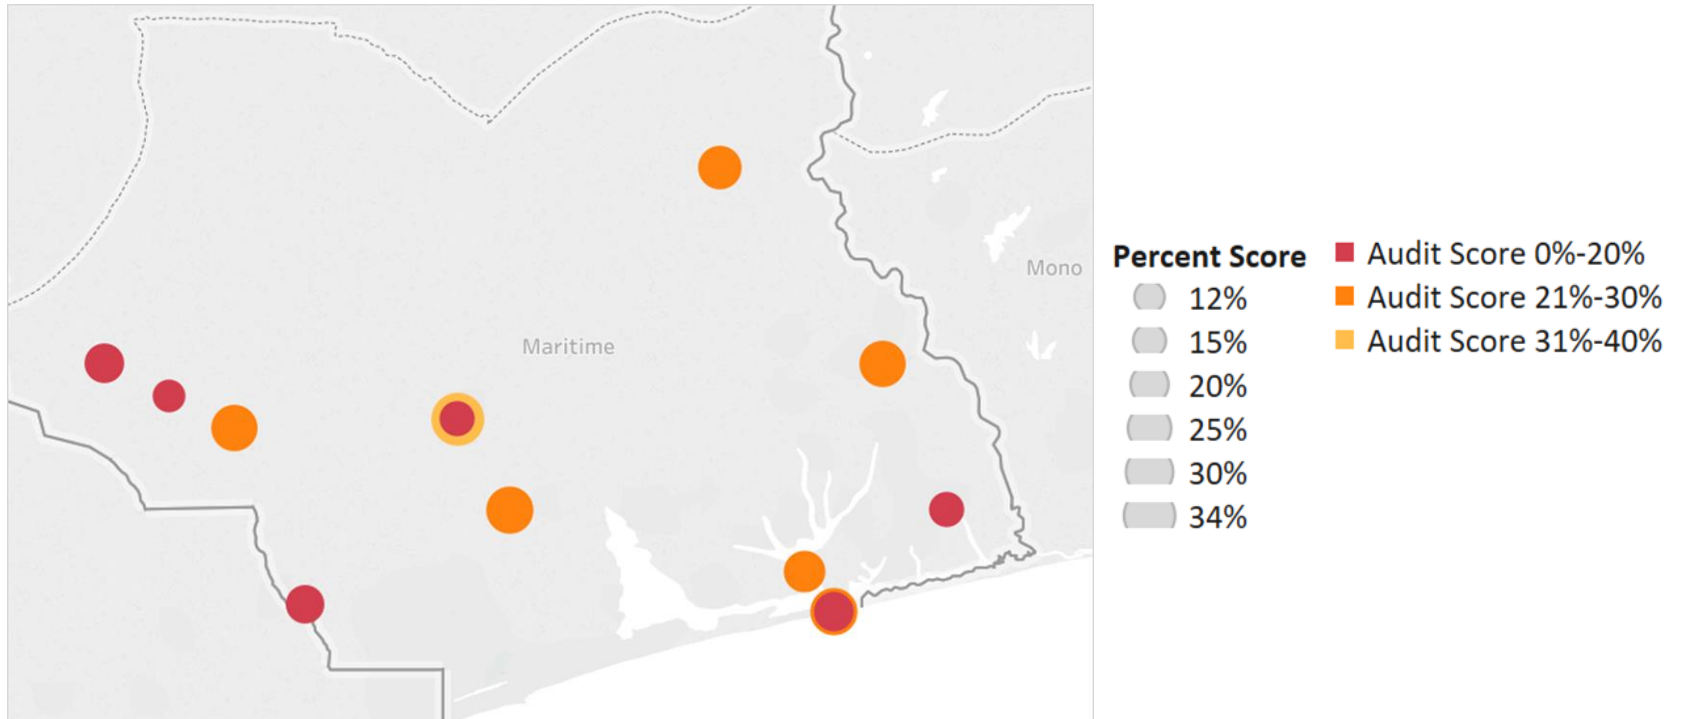 Maritime
Mono
Percent Score
12%
15%
20%
25%
30%
34%
Audit Score 0%-20%
Audit Score 21%-30%
Audit Score 31%-40%